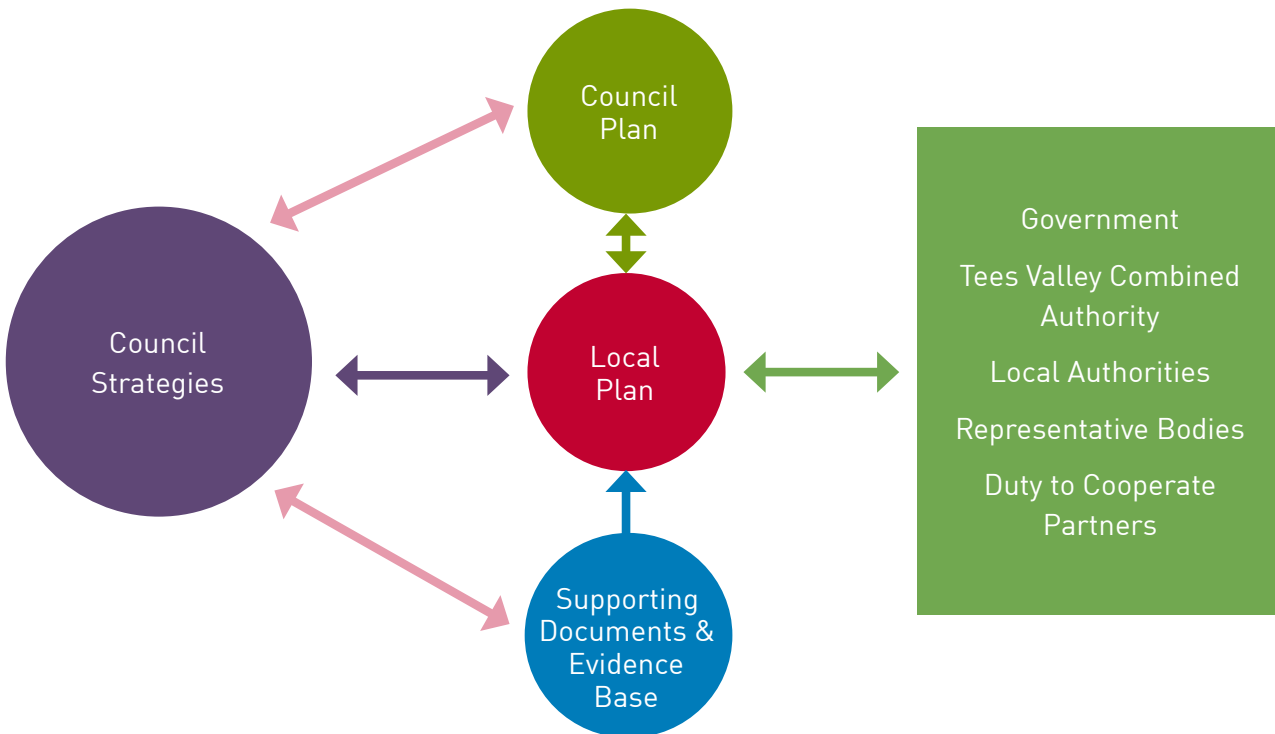 Council
Plan
Council
Strategies
Local
Plan
Supporting
Documents &
Evidence
Base
Government
Tees Valley Combined
Authority
Local Authorities
Representative Bodies
Duty to Cooperate
Partners